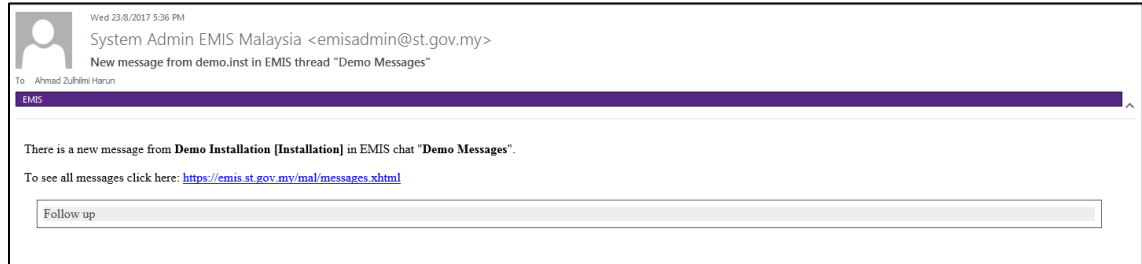 Wed 23/8/2017 5:36 PM
System Admin EMIS Malaysia <emisadmin@st.gov.my>
New message from demo.inst in EMIS thread "Demo Messages"
To Ahmad Zulhilmi Harun
EMIS
There is a new message from Demo Installation [Installation] in EMIS chat "Demo Messages".
To see all messages click here: https://emis.st.gov.my/mal/messages.xhtml
Follow up